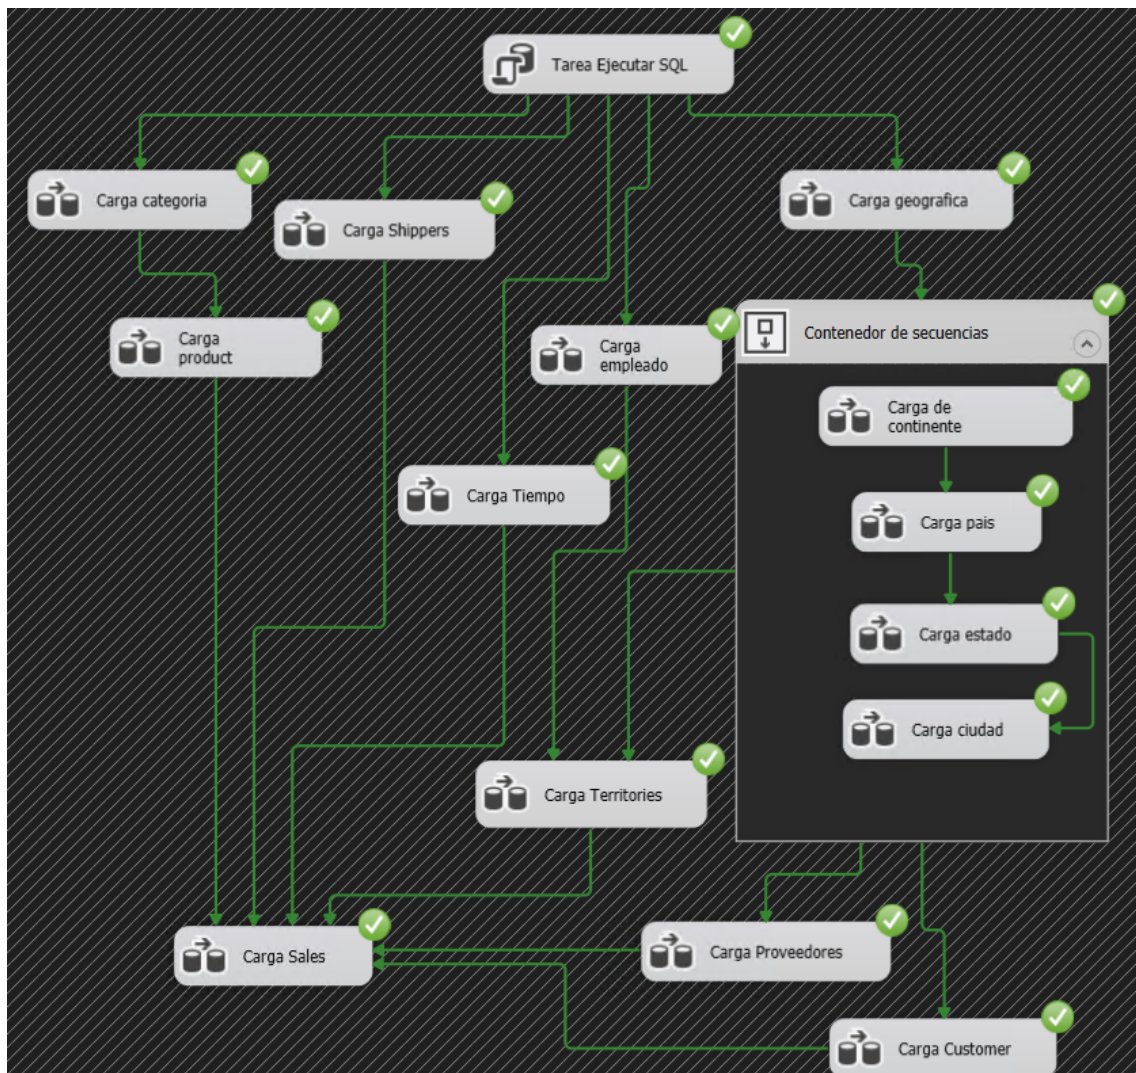 Tarea Ejecutar SQL
Carga categoria
Carga Shippers
Carga geografica
Carga
product
Carga
empleado
Contenedor de secuencias
Carga de
continente
Carga Tiempo
Carga pais
Carga estado
Carga ciudad
Carga Territories
Carga Sales
Carga Proveedores
Carga Customer